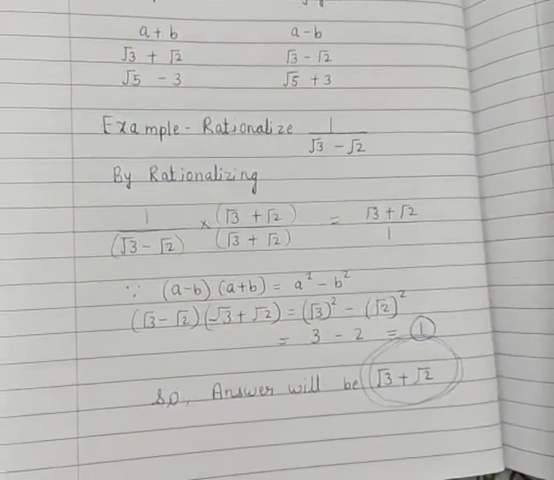 a + b a - b
√3 + √2 √3 - √2
√5 - 3 √5 + 3
Example - Rationalize 1/(√3 - √2)
By Rationalizing
1/(√3 - √2) × (√3 + √2)/(√3 + √2) = (√3 + √2)/1
∵ (a-b) (a+b) = a² - b²
(√3 - √2)(√3 + √2) = (√3)² - (√2)²
= 3 - 2 = 1
so, Answer will be √3 + √2